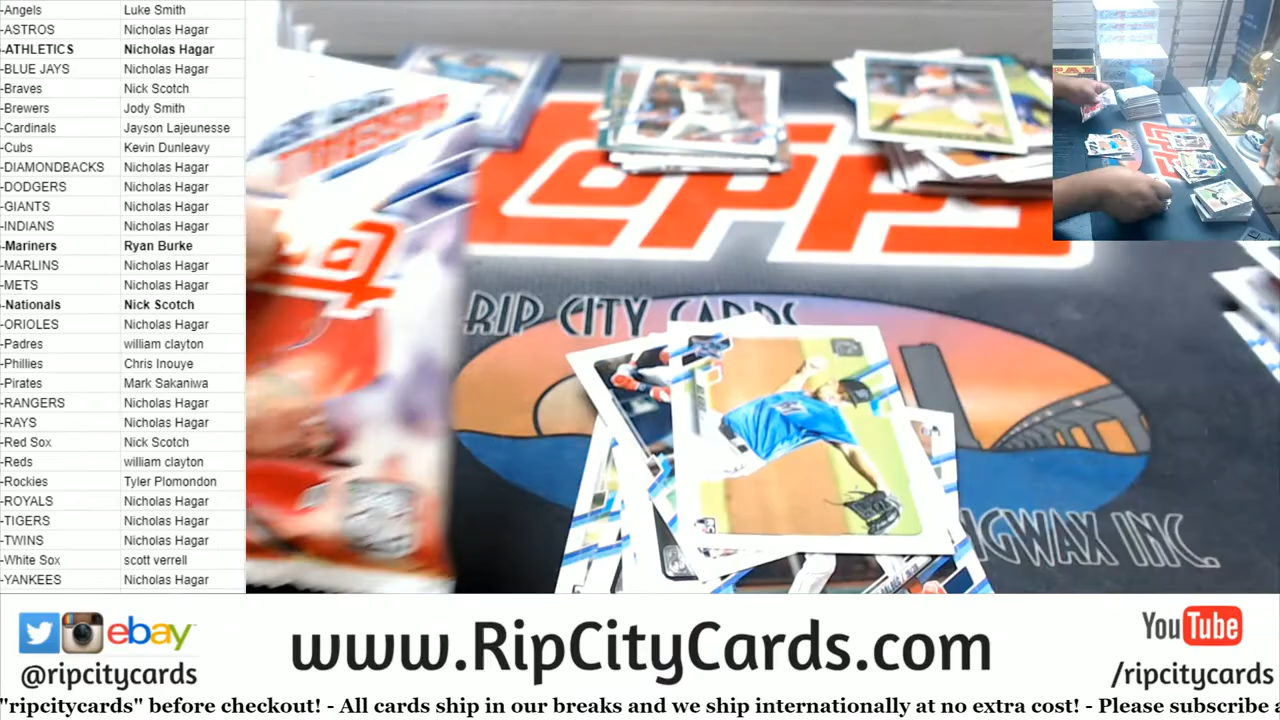 -Angels Luke Smith
-ASTROS Nicholas Hagar
-ATHLETICS Nicholas Hagar
-BLUE JAYS Nicholas Hagar
-Braves Nick Scotch
-Brewers Jody Smith
-Cardinals Jayson Lajeunesse
-Cubs Kevin Dunleavy
-DIAMONDBACKS Nicholas Hagar
-DODGERS Nicholas Hagar
-GIANTS Nicholas Hagar
-INDIANS Nicholas Hagar
-Mariners Ryan Burke
-MARLINS Nicholas Hagar
-METS Nicholas Hagar
-Nationals Nick Scotch
-ORIOLES Nicholas Hagar
-Padres william clayton
-Phillies Chris Inouye
-Pirates Mark Sakaniwa
-RANGERS Nicholas Hagar
-RAYS Nicholas Hagar
-Red Sox Nick Scotch
-Reds william clayton
-Rockies Tyler Plomondon
-ROYALS Nicholas Hagar
-TIGERS Nicholas Hagar
-TWINS Nicholas Hagar
-White Sox scott verrell
-YANKEES Nicholas Hagar
RIP CITY CARDS
INC.
ebay
@ripcitycards
www.RipCityCards.com
YouTube
/ripcitycards
"ripcitycards" before checkout! - All cards ship in our breaks and we ship internationally at no extra cost! - Please subscribe